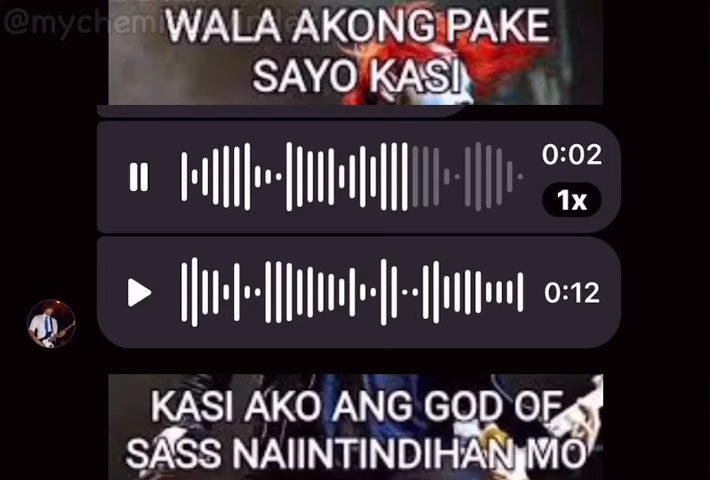 WALA AKONG PAKE
SAYO KASI
0:02
1x
0:12
KASI AKO ANG GOD OF
SASS NAIINTINDIHAN MO